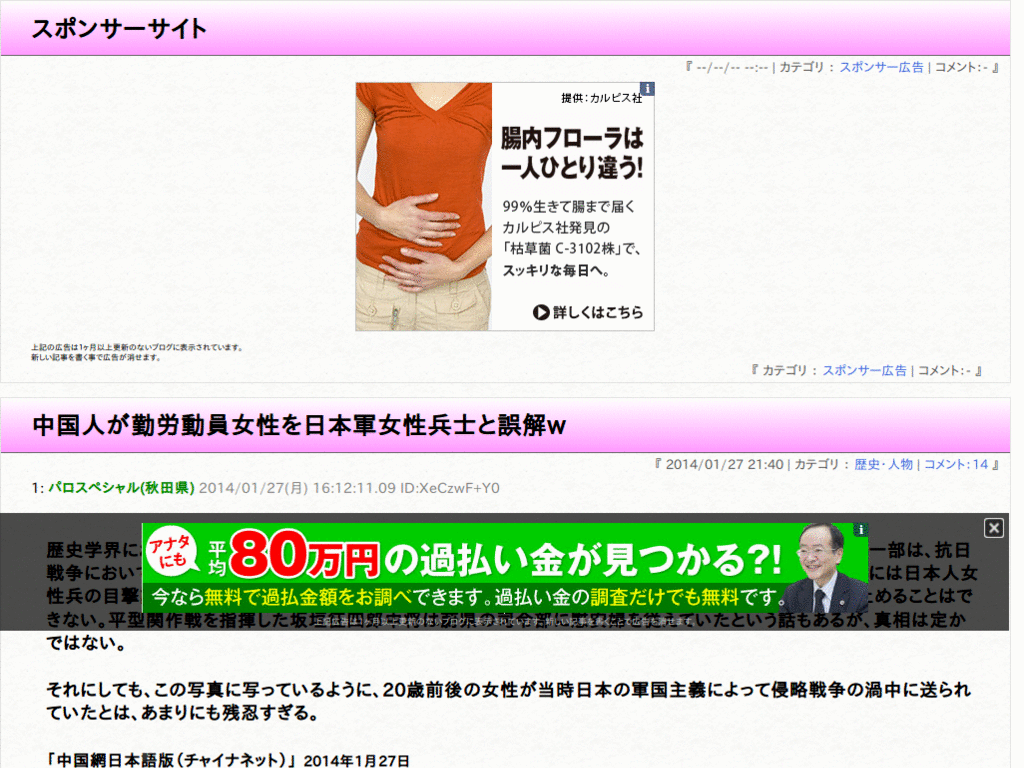 スポンサーサイト
『 --/--/-- --:-- | カテゴリ： スポンサー広告 | コメント:- 』
提供：カルピス社
腸内フローラは
一人ひとり違う!
99%生きて腸まで届く
カルピス社発見の
「枯草菌 C-3102株」で、
スッキリな毎日へ。
詳しくはこちら
上記の広告は1ヶ月以上更新のないブログに表示されています。
新しい記事を書く事で広告が消せます。
『 カテゴリ： スポンサー広告 | コメント:- 』
中国人が勤労動員女性を日本軍女性兵士と誤解w
『 2014/01/27 21:40 | カテゴリ： 歴史・人物 | コメント:14 』
1: パロスペシャル(秋田県) 2014/01/27(月) 16:12:11.09 ID:XeCzwF+Y0
アナタにも 平均80万円の過払い金が見つかる?!
今なら無料で過払金額をお調べできます。過払い金の調査だけでも無料です。
歴史学界に 一部は、抗日
戦争におい には日本人女
性兵の目撃 とめることはで
きない。平型関作戦を指揮した坂 いたという話もあるが、真相は定か
上記広告は1ヶ月以上更新のないブログに表示されています。新しい記事を書くことで広告を消せます。
ではない。
それにしても、この写真に写っているように、20歳前後の女性が当時日本の軍国主義によって侵略戦争の渦中に送られ
ていたとは、あまりにも残忍すぎる。
「中国網日本語版（チャイナネット）」 2014年1月27日